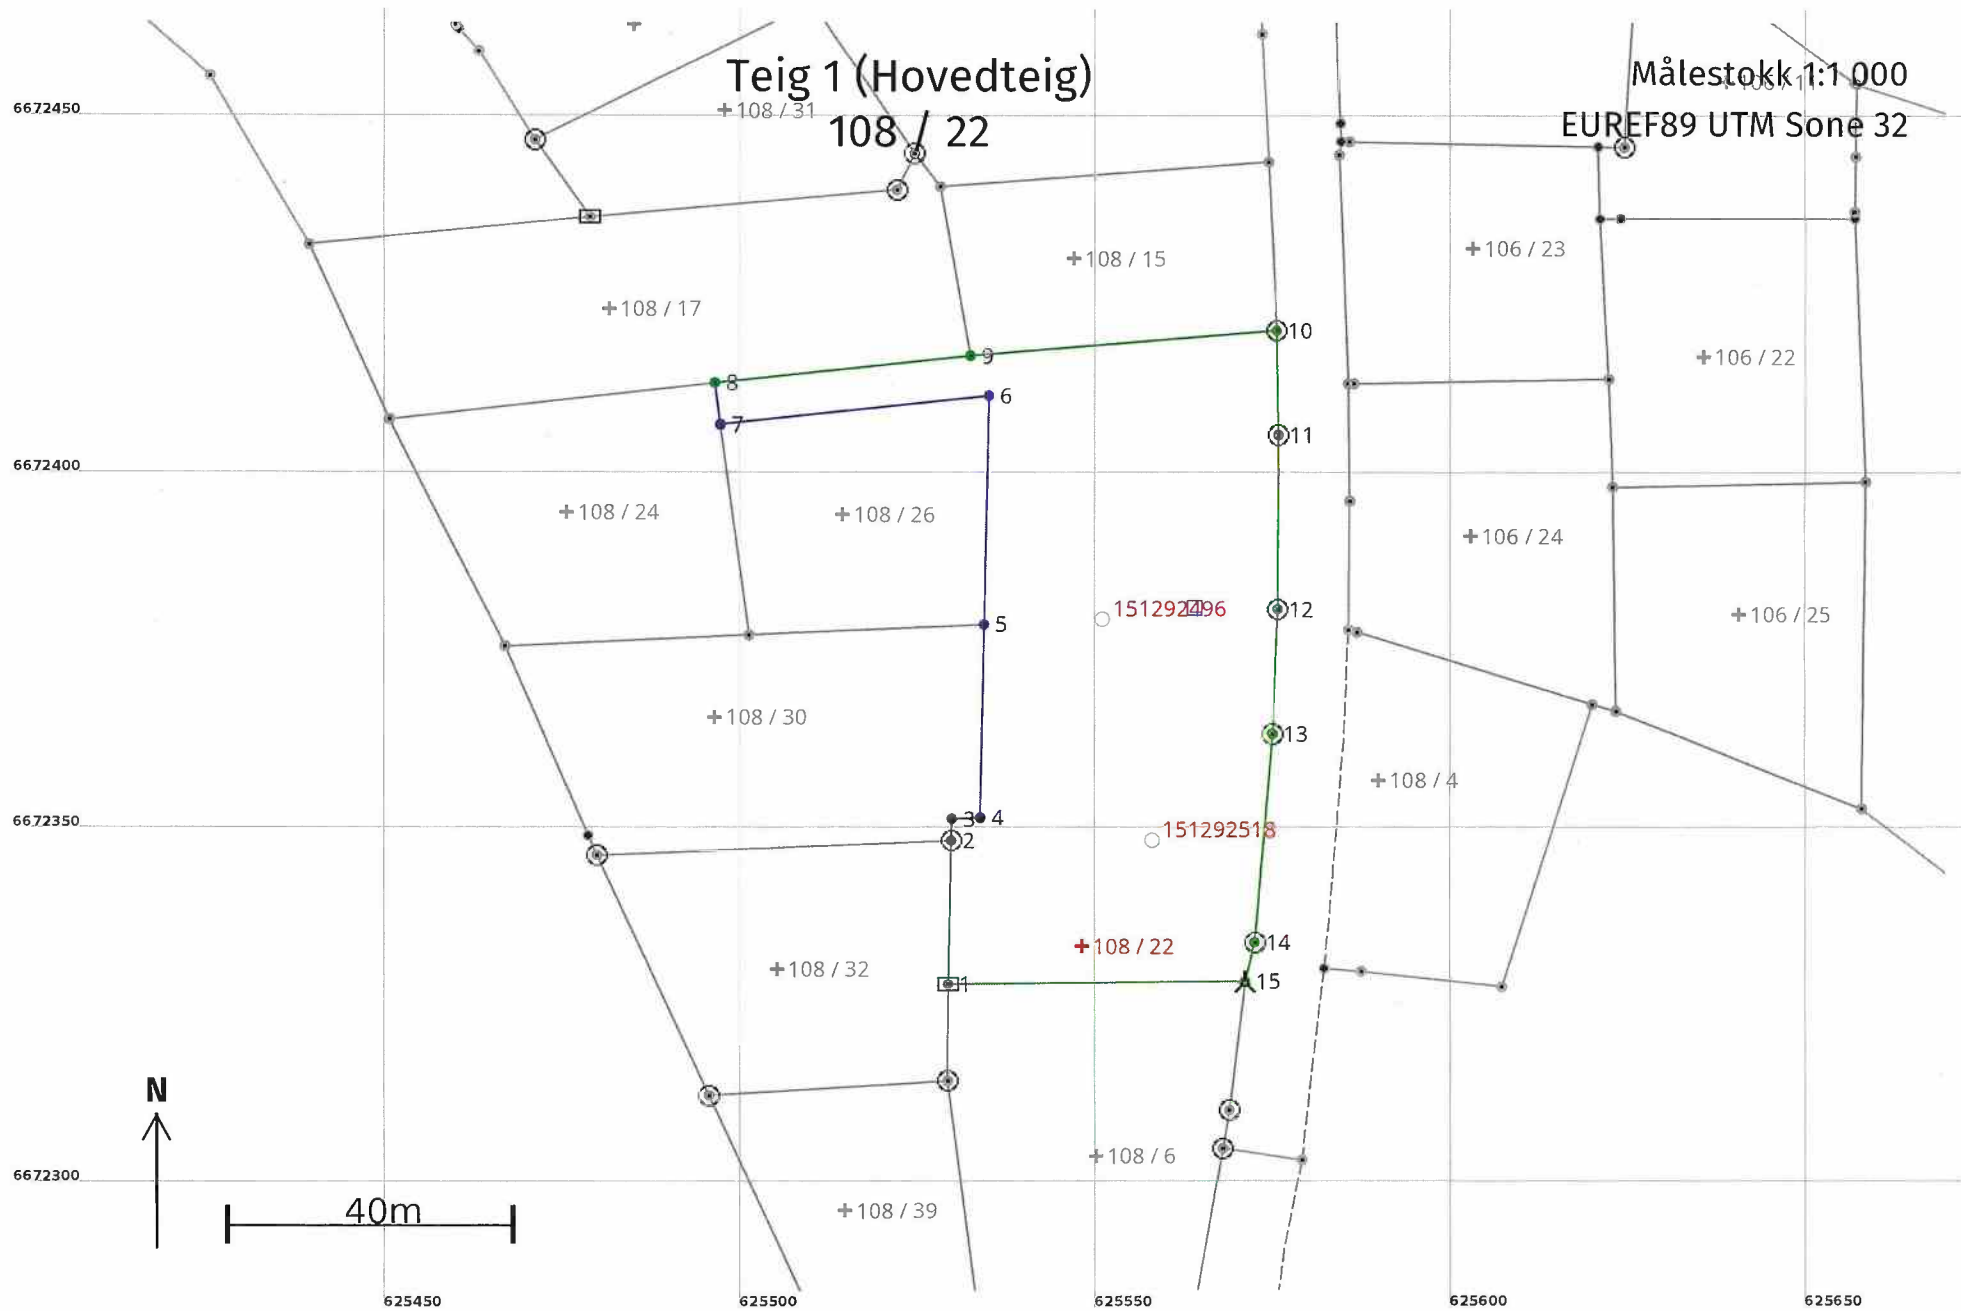 Teig 1 (Hovedteig)
108 / 22
Målestokk 1:1 000
EUREF89 UTM Sone 32
6672450
108 / 31
108 / 15
106 / 23
108 / 17
10
106 / 22
9
8
6
7
11
6672400
108 / 24
108 / 26
106 / 24
151292496
12
106 / 25
5
108 / 30
13
108 / 4
6672350
3
4
151292518
2
108 / 22
14
108 / 32
1
15
N
108 / 6
6672300
40m
108 / 39
625450
625500
625550
625600
625650